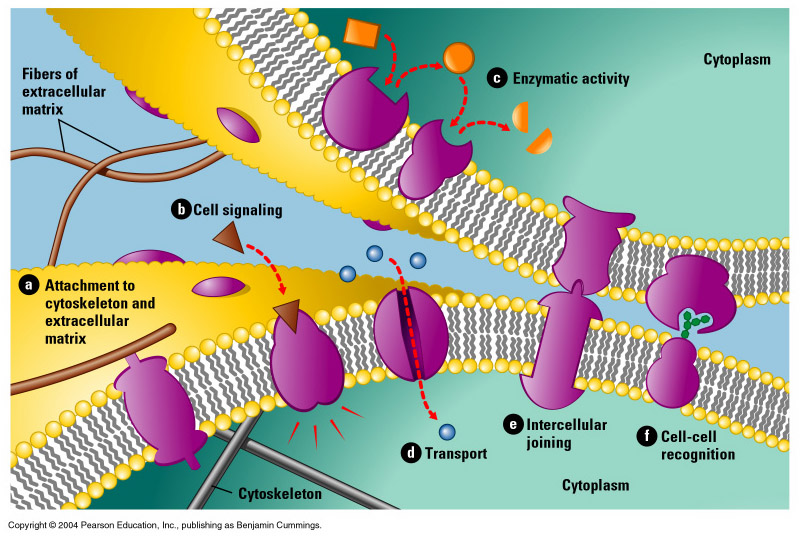 Fibers of
extracellular
matrix
c Enzymatic activity
Cytoplasm
b Cell signaling
a Attachment to
cytoskeleton and
extracellular
matrix
d Transport
e Intercellular
joining
f Cell-cell
recognition
Cytoskeleton
Cytoplasm
Copyright © 2004 Pearson Education, Inc., publishing as Benjamin Cummings.